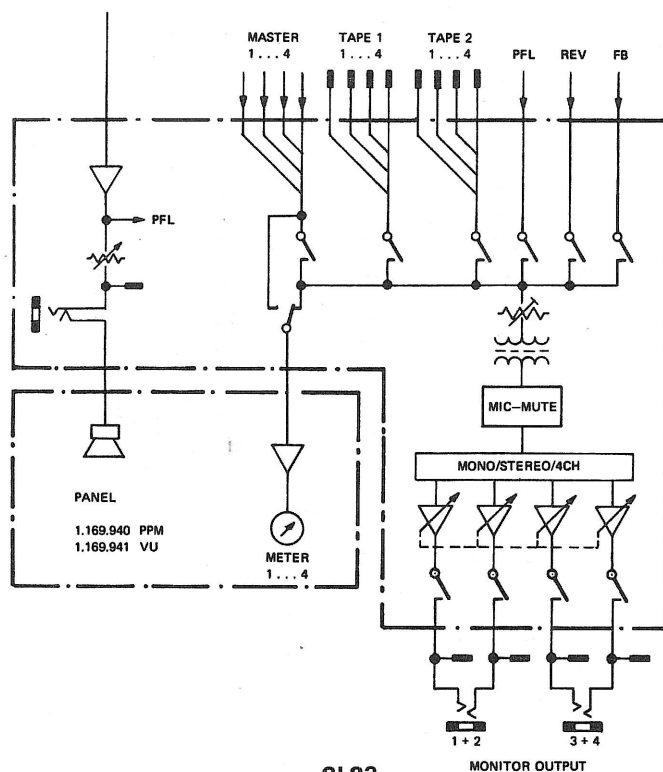 MASTER
1 . . . 4
TAPE 1
1 . . . 4
TAPE 2
1 . . . 4
PFL
REV
FB
PFL
MIC–MUTE
MONO/STEREO/4CH
PANEL
1.169.940 PPM
1.169.941 VU
METER
1 . . . 4
1 + 2
3 + 4
MONITOR OUTPUT